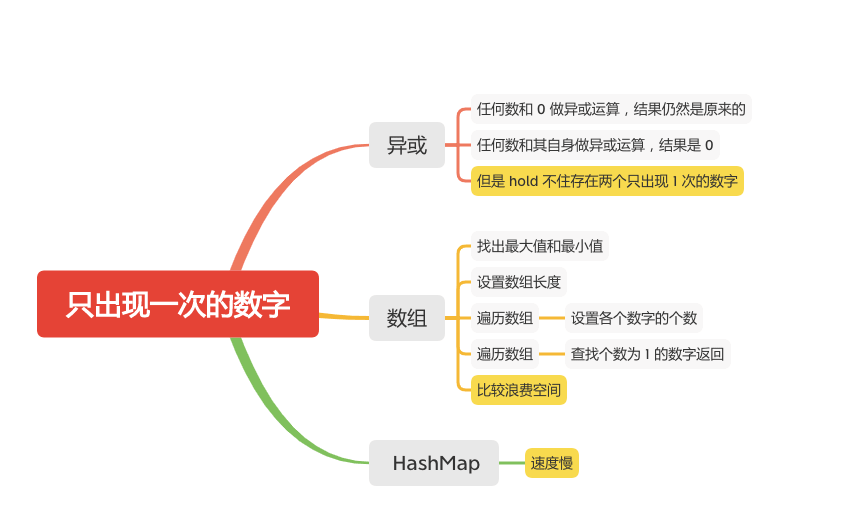 只出现一次的数字
异或
任何数和 0 做异或运算，结果仍然是原来的
任何数和其自身做异或运算，结果是 0
但是 hold 不住存在两个只出现 1 次的数字
数组
找出最大值和最小值
设置数组长度
遍历数组 设置各个数字的个数
遍历数组 查找个数为 1 的数字返回
比较浪费空间
HashMap
速度慢